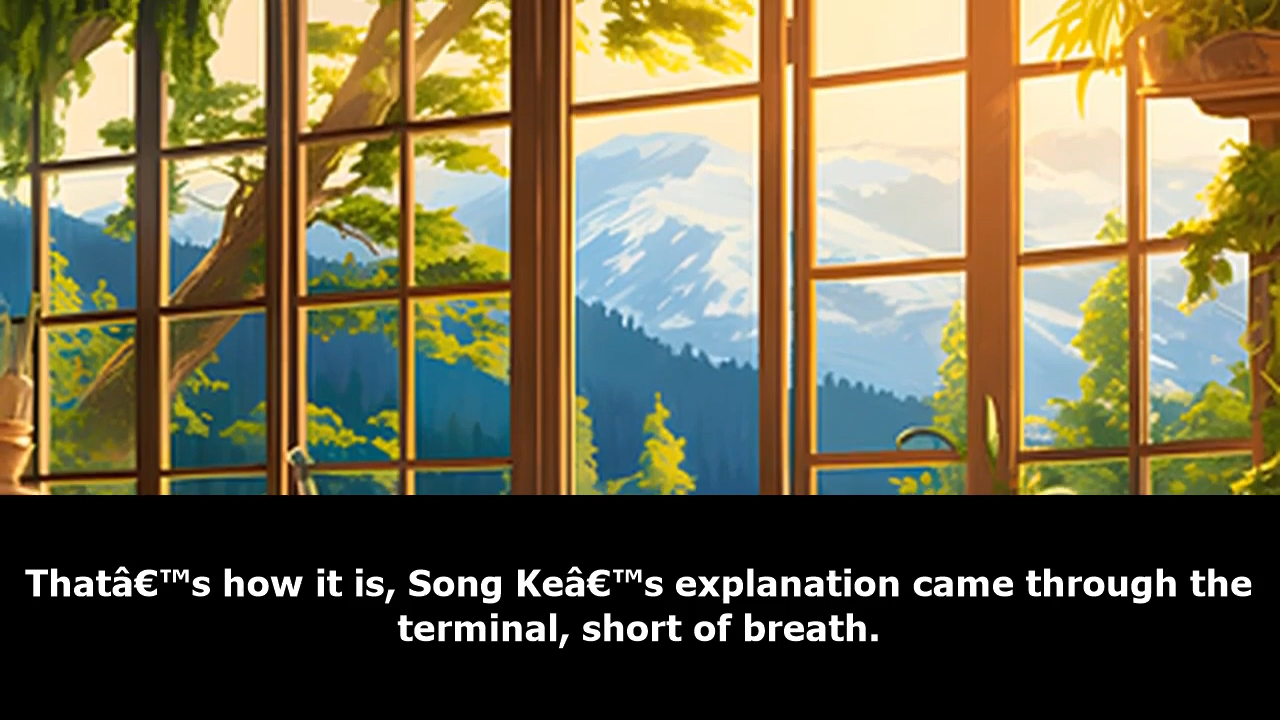 Thatâ€™s how it is, Song Keâ€™s explanation came through the
terminal, short of breath.